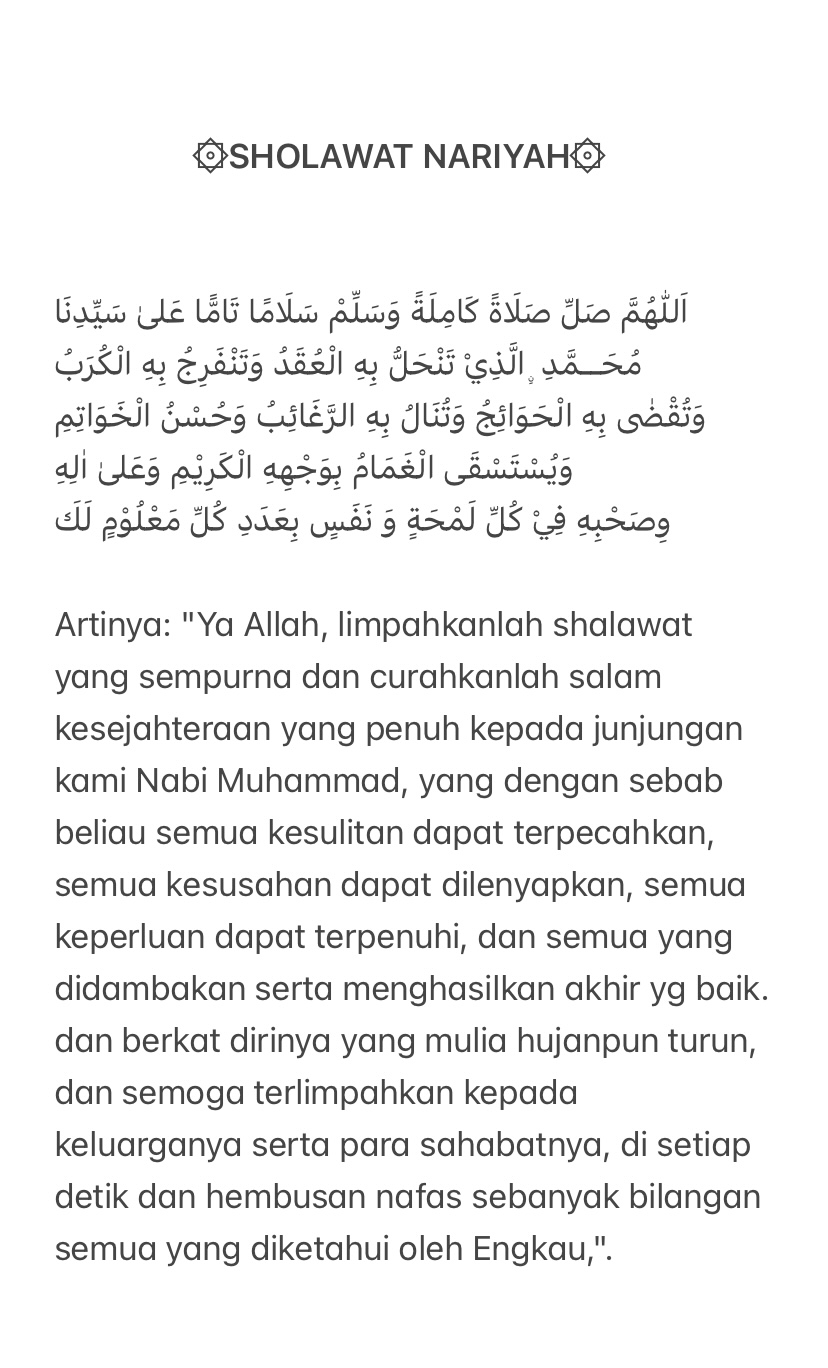 ۞SHOLAWAT NARIYAH۞
اَللّٰهُمَّ صَلِّ صَلَاةً كَامِلَةً وَسَلِّمْ سَلَامًا تَامًّا عَلىٰ سَيِّدِنَا
مُحَــمَّدِ ۣالَّذِيْ تَنْحَلُّ بِهِ الْعُقَدُ وَتَنْفَرِجُ بِهِ الْكُرَبُ
وَتُقْضٰى بِهِ الْحَوَائِجُ وَتُنَالُ بِهِ الرَّغَائِبُ وَحُسْنُ الْخَوَاتِمِ
وَيُسْتَسْقَى الْغَمَامُ بِوَجْهِهِ الْكَرِيْمِ وَعَلىٰ اٰلِهِ
وِصَحْبِهِ فِيْ كُلِّ لَمْحَةٍ وَ نَفَسٍ بِعَدَدِ كُلِّ مَعْلُوْمٍ لَكَ
Artinya: "Ya Allah, limpahkanlah shalawat
yang sempurna dan curahkanlah salam
kesejahteraan yang penuh kepada junjungan
kami Nabi Muhammad, yang dengan sebab
beliau semua kesulitan dapat terpecahkan,
semua kesusahan dapat dilenyapkan, semua
keperluan dapat terpenuhi, dan semua yang
didambakan serta menghasilkan akhir yg baik.
dan berkat dirinya yang mulia hujanpun turun,
dan semoga terlimpahkan kepada
keluarganya serta para sahabatnya, di setiap
detik dan hembusan nafas sebanyak bilangan
semua yang diketahui oleh Engkau,".